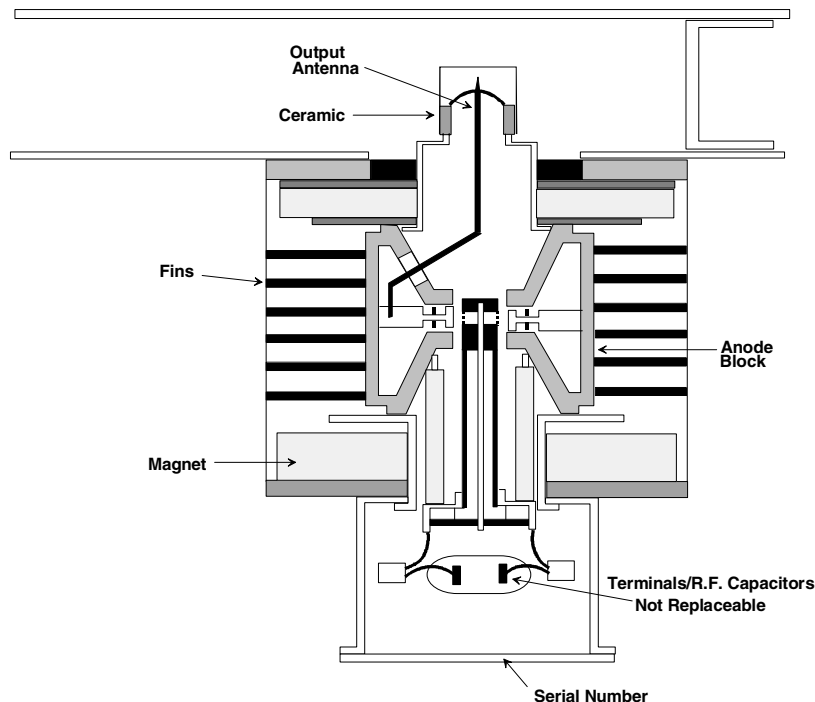 Output
Antenna
Ceramic
Fins
Anode
Block
Magnet
Terminals/R.F. Capacitors
Not Replaceable
Serial Number